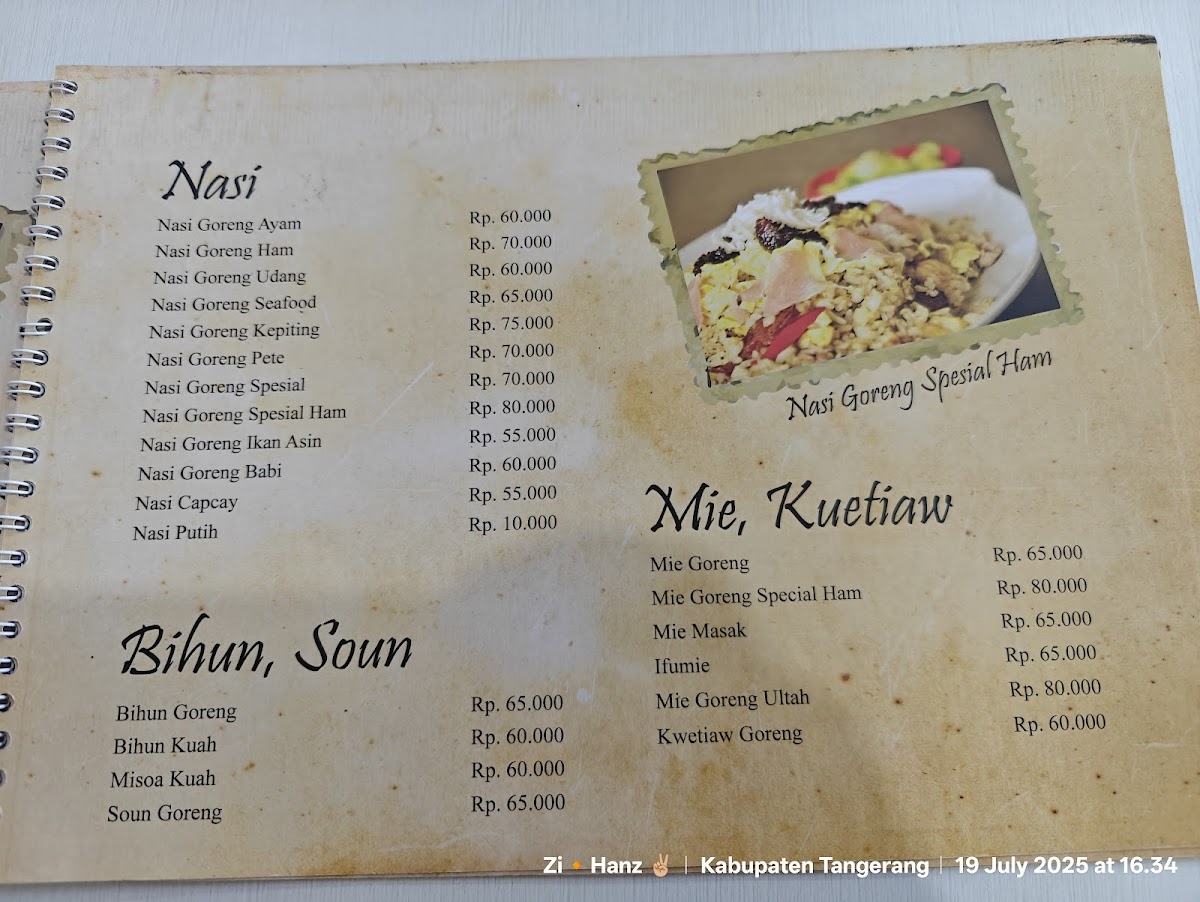 Nasi
Nasi Goreng Ayam Rp. 60.000
Nasi Goreng Ham Rp. 70.000
Nasi Goreng Udang Rp. 60.000
Nasi Goreng Seafood Rp. 65.000
Nasi Goreng Kepiting Rp. 75.000
Nasi Goreng Pete Rp. 70.000
Nasi Goreng Spesial Rp. 70.000
Nasi Goreng Spesial Ham Rp. 80.000
Nasi Goreng Ikan Asin Rp. 55.000
Nasi Goreng Babi Rp. 60.000
Nasi Capcay Rp. 55.000
Nasi Putih Rp. 10.000
Bihun, Soun
Bihun Goreng Rp. 65.000
Bihun Kuah Rp. 60.000
Misoa Kuah Rp. 60.000
Soun Goreng Rp. 65.000
Nasi Goreng Spesial Ham
Mie, Kuetiaw
Mie Goreng Rp. 65.000
Mie Goreng Special Ham Rp. 80.000
Mie Masak Rp. 65.000
Ifumie Rp. 65.000
Mie Goreng Ultah Rp. 80.000
Kwetiaw Goreng Rp. 60.000
Zi🔸Hanz ✌🏻 | Kabupaten Tangerang | 19 July 2025 at 16.34